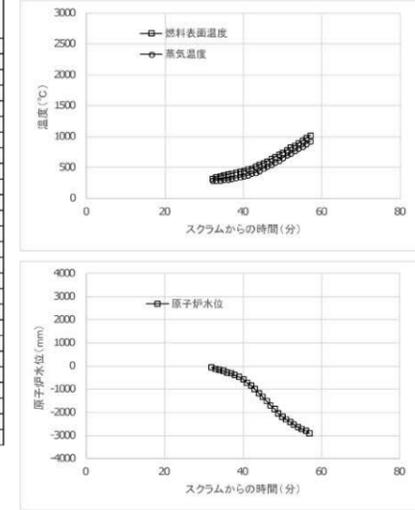 3000
燃料表面温度
蒸気温度
2500
2000
1500
1000
500
0
温度(℃)
0 20 40 60 80
スクラムからの時間(分)
4000
3000
原子炉水位
2000
1000
0
-1000
-2000
-3000
-4000
原子炉水位(mm)
0 20 40 60 80
スクラムからの時間(分)